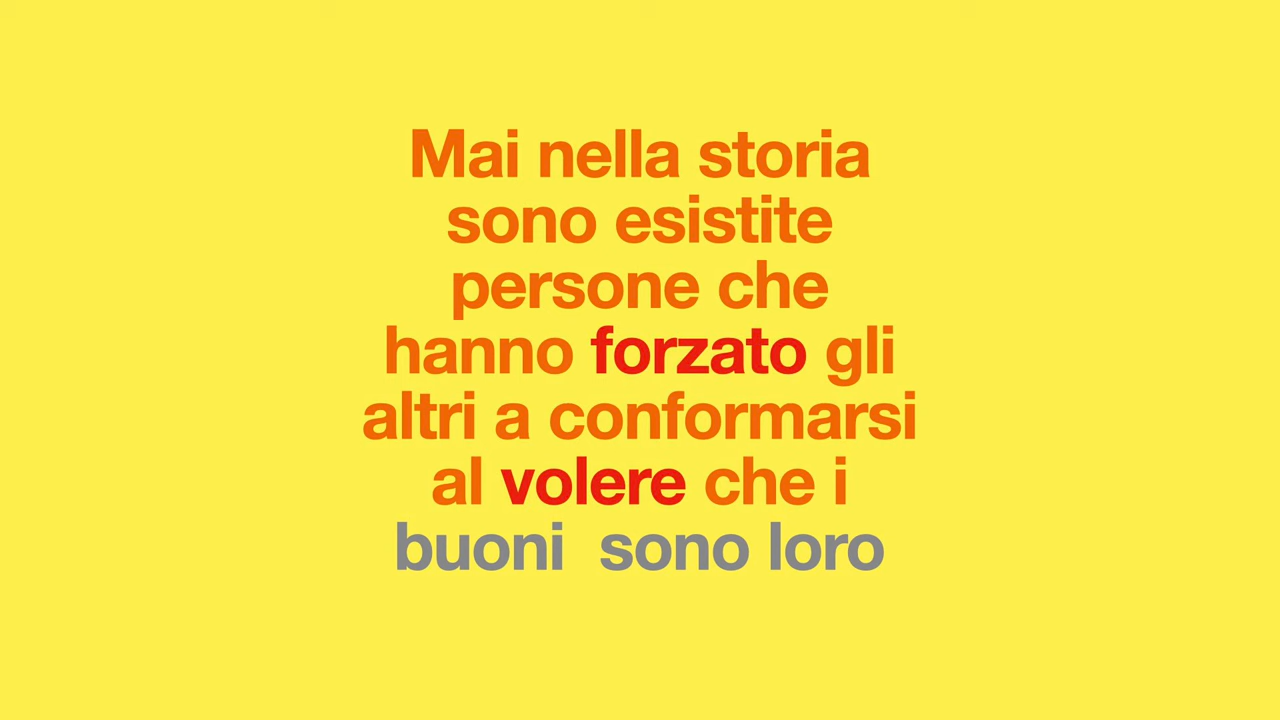 Mai nella storia
sono esistite
persone che
hanno forzato gli
altri a conformarsi
al volere che i
buoni  sono loro